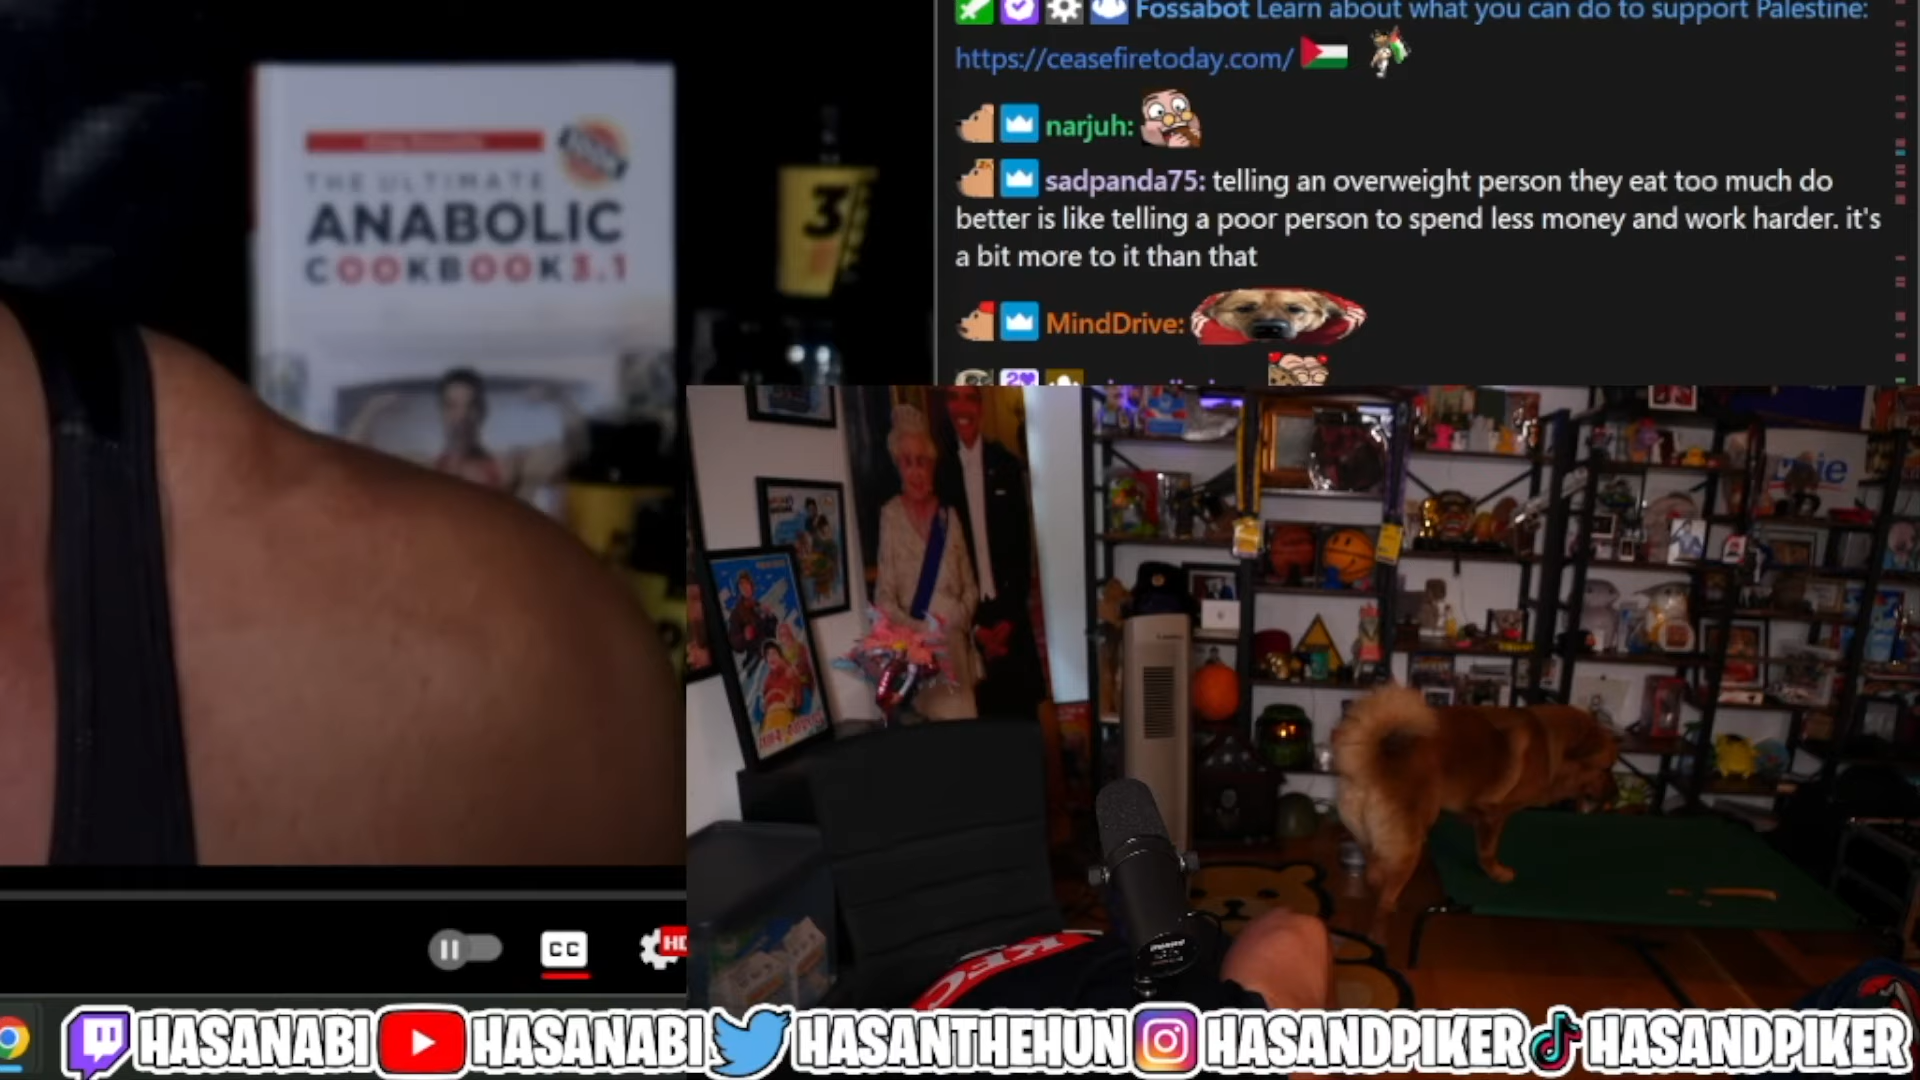 Fossabot Learn about what you can do to support Palestine:
https://ceasefiretoday.com/
narjuh:
sadpanda75: telling an overweight person they eat too much do
better is like telling a poor person to spend less money and work harder. it's
a bit more to it than that
MindDrive:
THE ULTIMATE
ANABOLIC
COOKBOOK 3.1
3
CC
HD
HASANABI HASANABI HASANTHEHUN HASANDPIKER HASANDPIKER